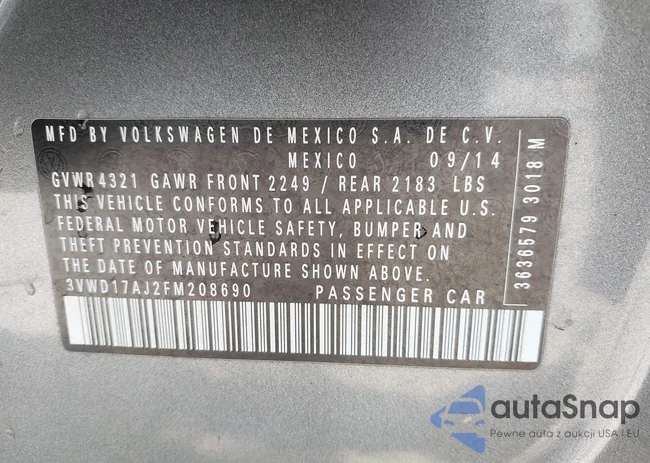 MFD BY VOLKSWAGEN DE MEXICO S.A. DE C.V.
MEXICO 09/14
GVWR 4321 GAWR FRONT 2249 / REAR 2183 LBS
THIS VEHICLE CONFORMS TO ALL APPLICABLE U.S.
FEDERAL MOTOR VEHICLE SAFETY, BUMPER AND
THEFT PREVENTION STANDARDS IN EFFECT ON
THE DATE OF MANUFACTURE SHOWN ABOVE.
3VWD17AJ2FM208690 PASSENGER CAR
3636579 3018 M
autaSnap
Pewne auta z aukcji USA i EU